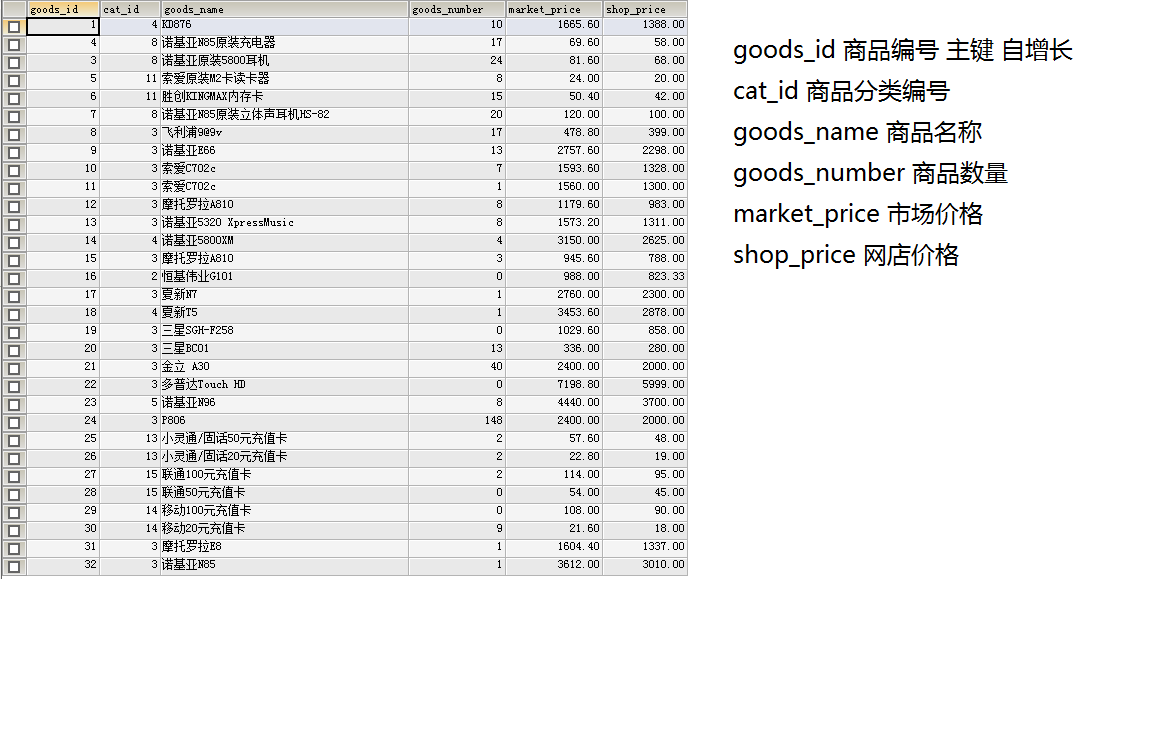 goods_id cat_id goods_name goods_number market_price shop_price
1 4 KD876 10 1665.60 1388.00
4 8 诺基亚N85原装充电器 17 69.60 58.00
3 8 诺基亚原装5800耳机 24 81.60 68.00
5 11 索爱原装M2卡读卡器 8 24.00 20.00
6 11 胜创KINGMAX内存卡 15 50.40 42.00
7 8 诺基亚N85原装立体声耳机HS-82 20 120.00 100.00
8 3 飞利浦9@9v 17 478.80 399.00
9 3 诺基亚E66 13 2757.60 2298.00
10 3 索爱C702c 7 1593.60 1328.00
11 3 索爱C702c 1 1560.00 1300.00
12 3 摩托罗拉A810 8 1179.60 983.00
13 3 诺基亚5320 XpressMusic 8 1573.20 1311.00
14 4 诺基亚5800XM 4 3150.00 2625.00
15 3 摩托罗拉A810 3 945.60 788.00
16 2 恒基伟业G101 0 988.00 823.33
17 3 夏新N7 1 2760.00 2300.00
18 4 夏新T5 1 3453.60 2878.00
19 3 三星SGH-F258 0 1029.60 858.00
20 3 三星BC01 13 336.00 280.00
21 3 金立 A30 40 2400.00 2000.00
22 3 多普达Touch HD 0 7198.80 5999.00
23 5 诺基亚N96 8 4440.00 3700.00
24 3 P806 148 2400.00 2000.00
25 13 小灵通/固话50元充值卡 2 57.60 48.00
26 13 小灵通/固话20元充值卡 2 22.80 19.00
27 15 联通100元充值卡 2 114.00 95.00
28 15 联通50元充值卡 0 54.00 45.00
29 14 移动100元充值卡 0 108.00 90.00
30 14 移动20元充值卡 9 21.60 18.00
31 3 摩托罗拉E8 1 1604.40 1337.00
32 3 诺基亚N85 1 3612.00 3010.00
goods_id 商品编号 主键 自增长
cat_id 商品分类编号
goods_name 商品名称
goods_number 商品数量
market_price 市场价格
shop_price 网店价格